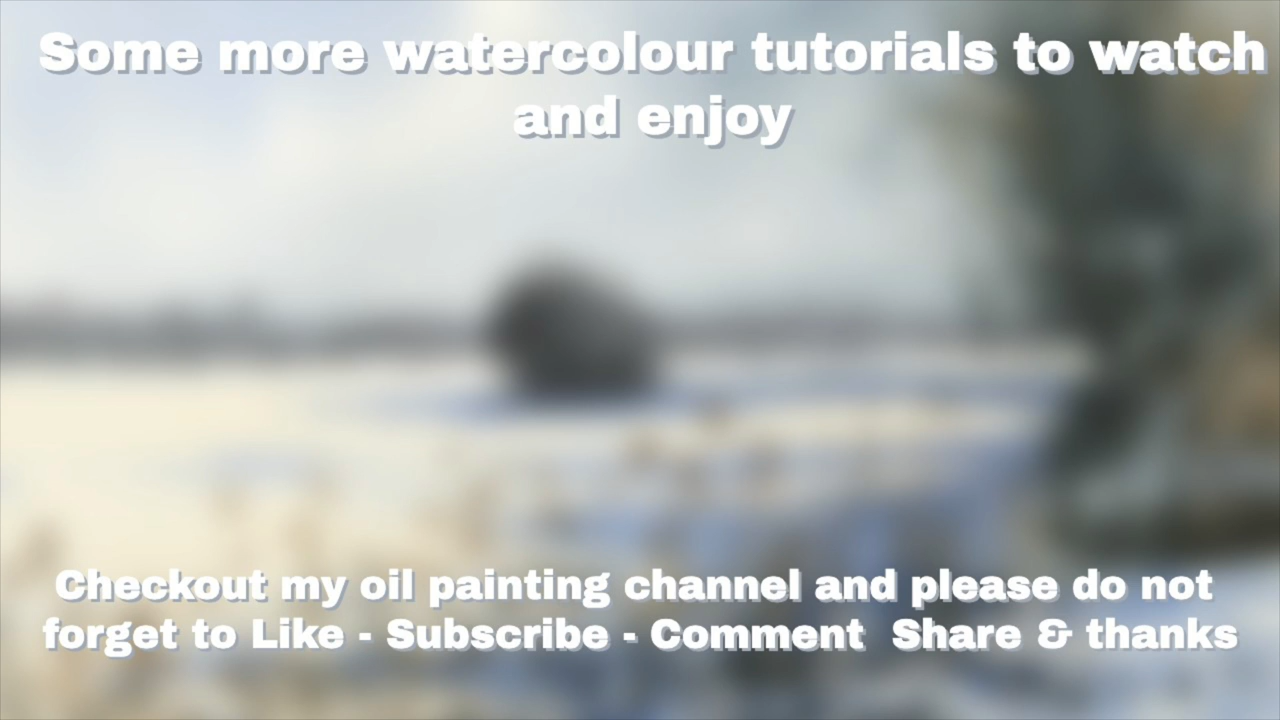 Some more watercolour tutorials to watch
and enjoy
Checkout my oil painting channel and please do not
forget to Like - Subscribe - Comment  Share & thanks